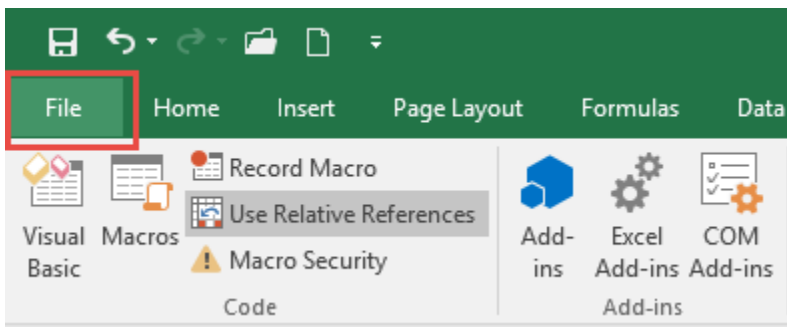 File Home Insert Page Layout Formulas Data
Record Macro
Use Relative References
Macro Security
Visual Basic
Macros
Code
Add-ins
Excel Add-ins
COM Add-ins
Add-ins